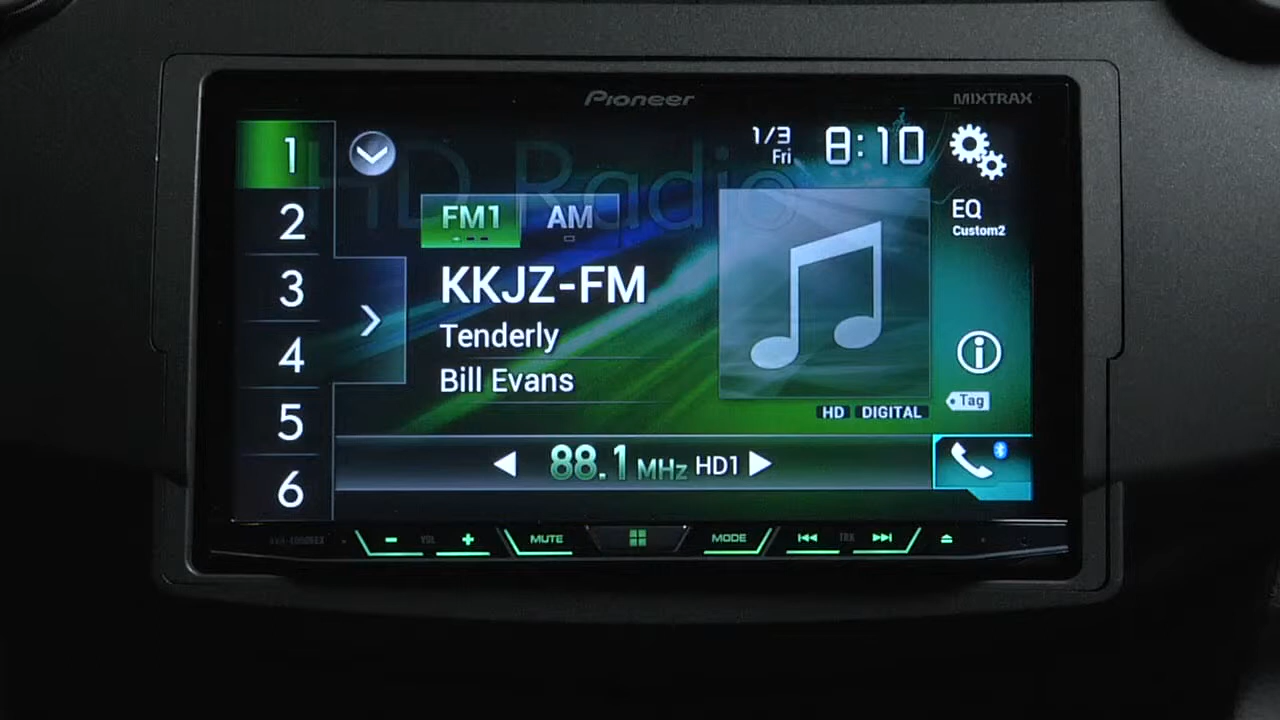 Pioneer
MIXTRAX
HD Radio
1
2
3
4
5
6
1/3
Fri
8:10
FM1
AM
KKJZ-FM
Tenderly
Bill Evans
EQ
Custom2
Tag
HD DIGITAL
88.1 MHz HD1
VOL
MUTE
MODE
TRK